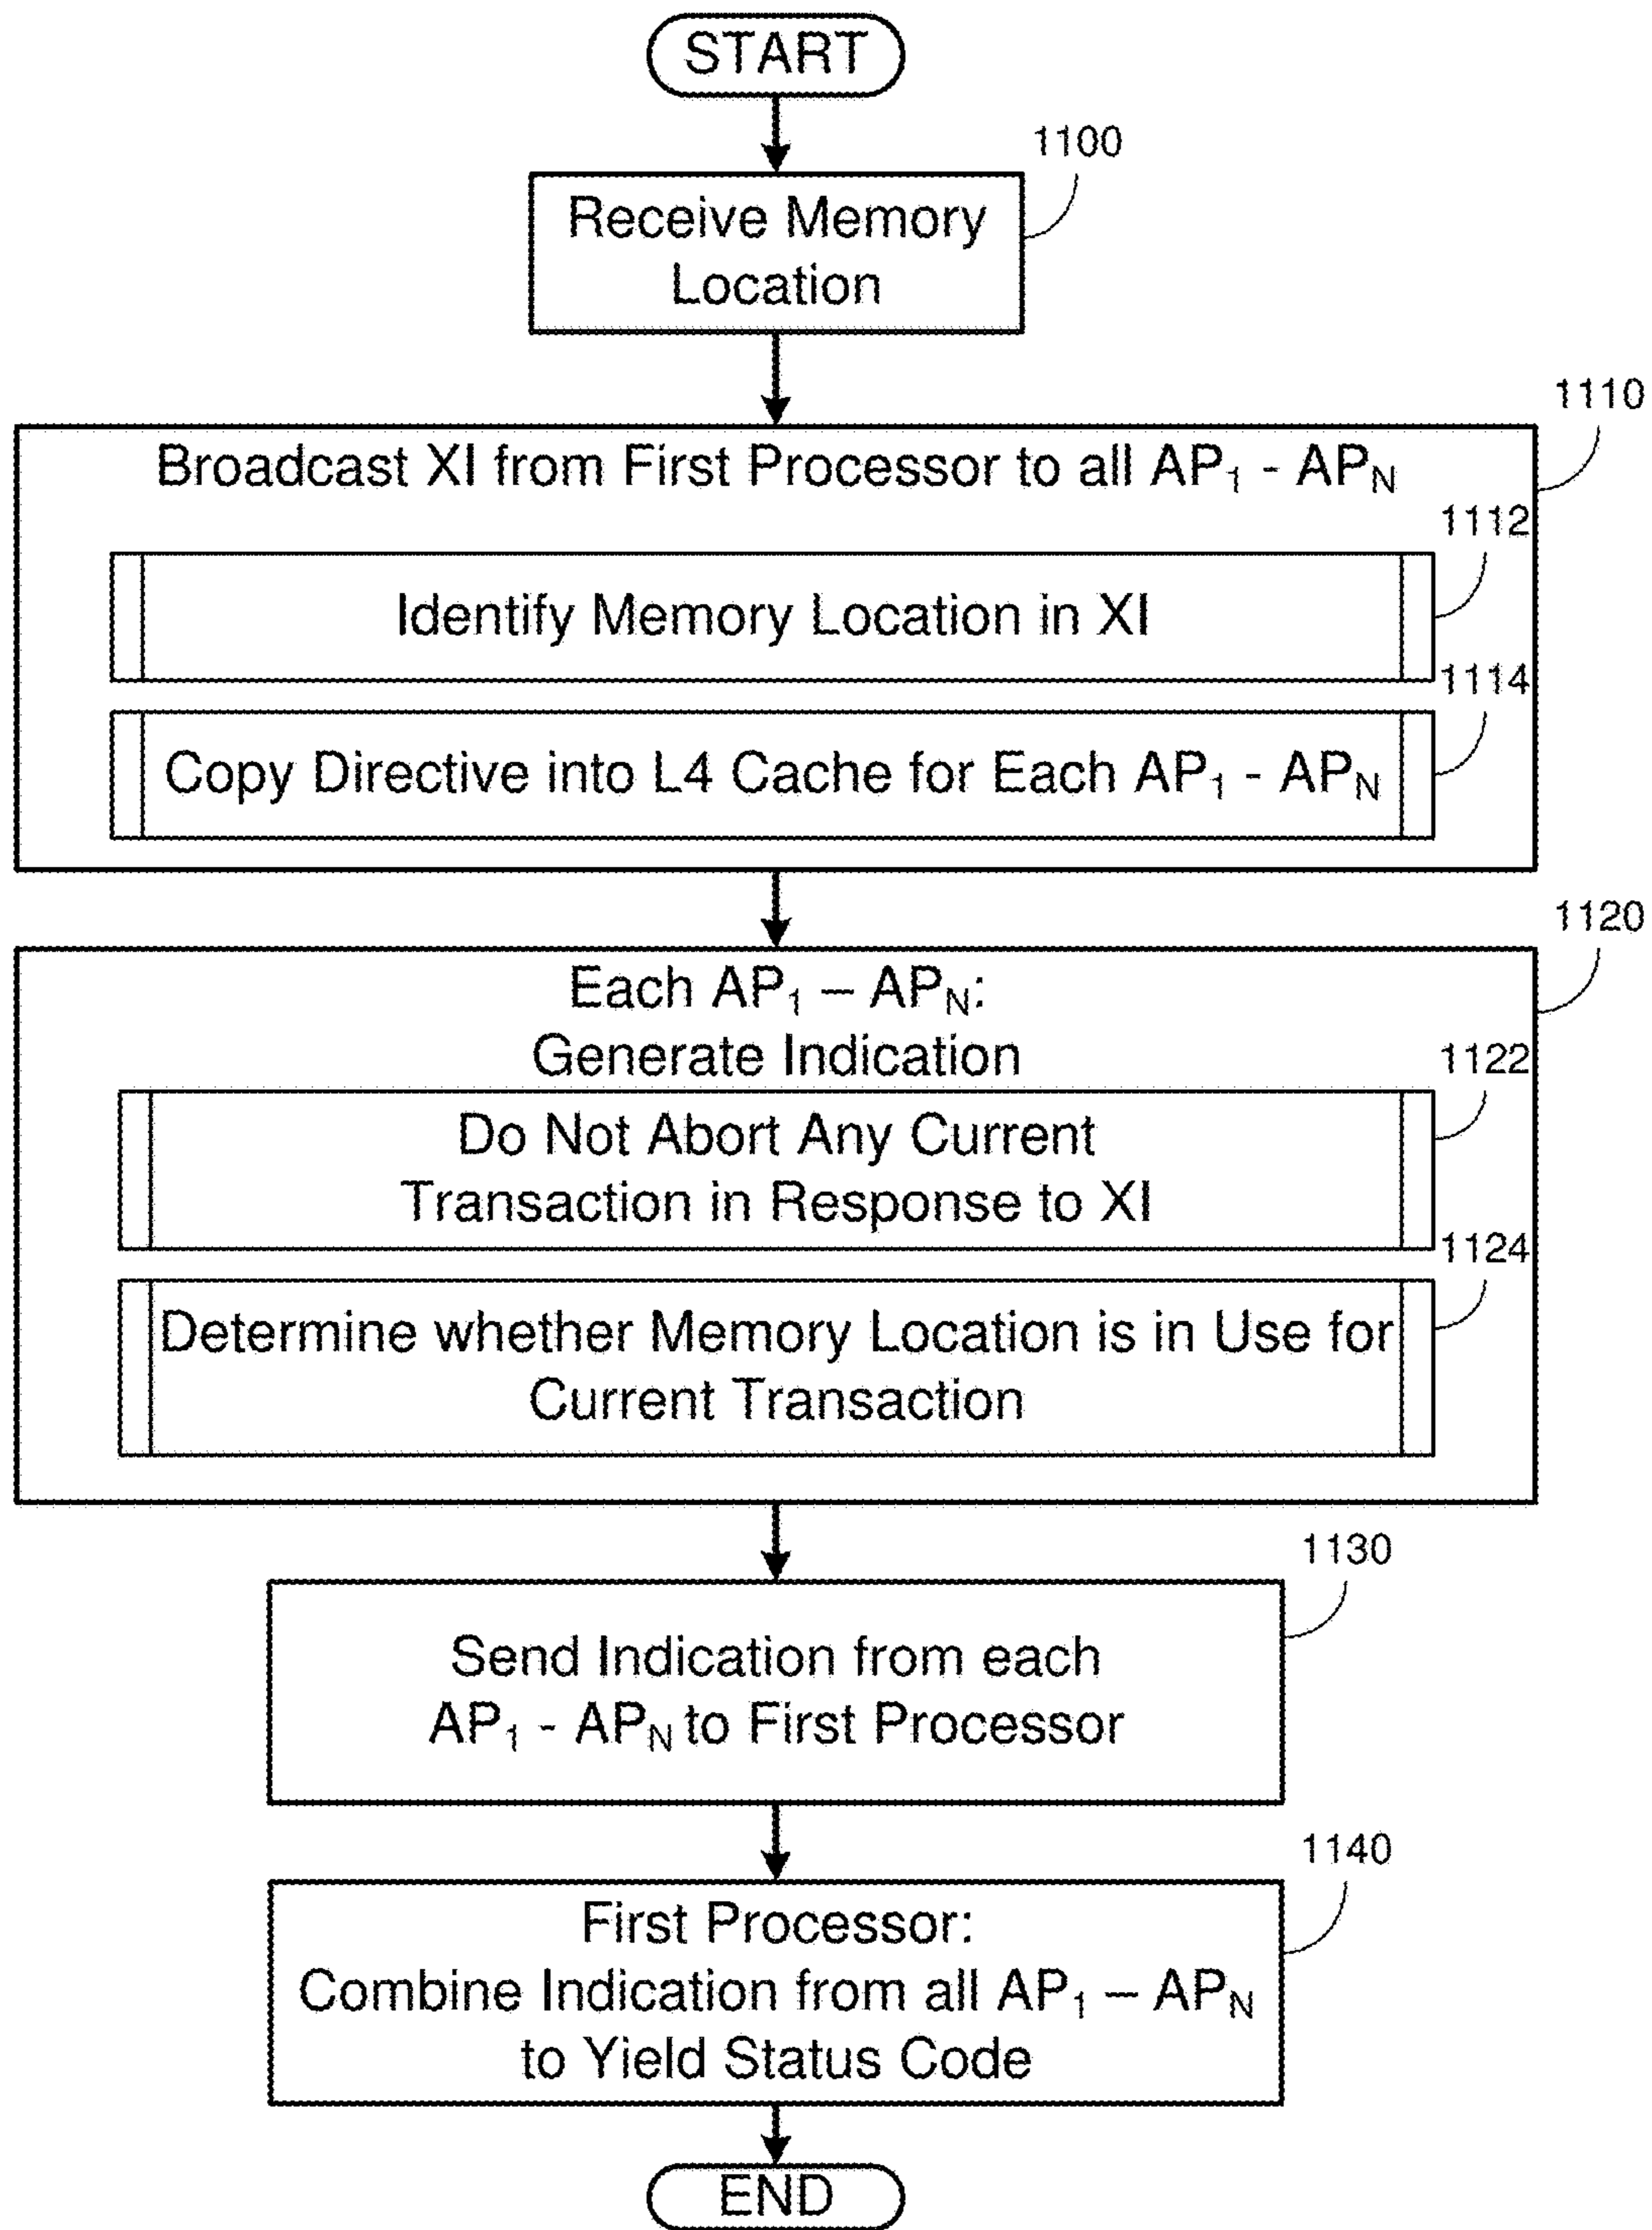 START
1100
Receive Memory
Location
1110
Broadcast XI from First Processor to all AP₁ - APN
1112
Identify Memory Location in XI
1114
Copy Directive into L4 Cache for Each AP₁ - APN
1120
Each AP₁ – APN:
Generate Indication
1122
Do Not Abort Any Current
Transaction in Response to XI
1124
Determine whether Memory Location is in Use for
Current Transaction
1130
Send Indication from each
AP₁ - APN to First Processor
1140
First Processor:
Combine Indication from all AP₁ – APN
to Yield Status Code
END